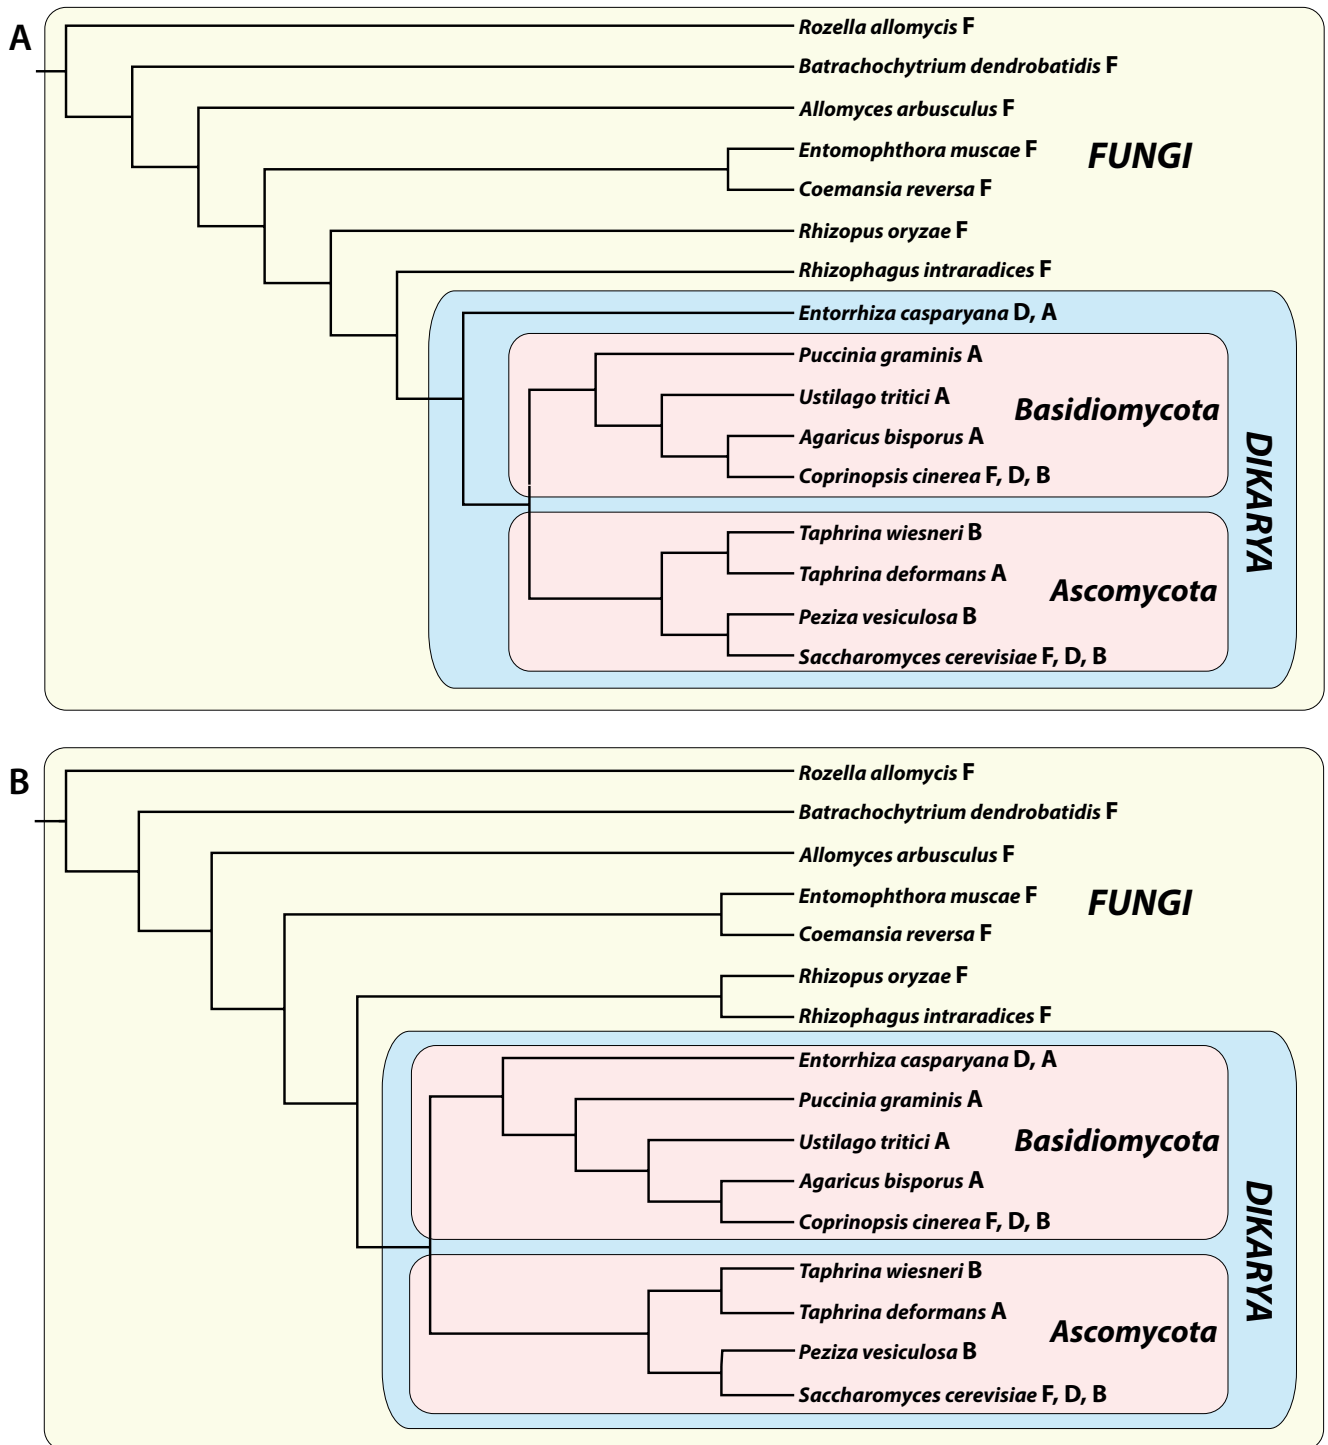 A
Rozella allomycis F
Batrachochytrium dendrobatidis F
Allomyces arbusculus F
Entomophthora muscae F
FUNGI
Coemansia reversa F
Rhizopus oryzae F
Rhizophagus intraradices F
Entorrhiza casparyana D, A
Puccinia graminis A
Ustilago tritici A
Basidiomycota
Agaricus bisporus A
Coprinopsis cinerea F, D, B
DIKARYA
Taphrina wiesneri B
Taphrina deformans A
Ascomycota
Peziza vesiculosa B
Saccharomyces cerevisiae F, D, B
B
Rozella allomycis F
Batrachochytrium dendrobatidis F
Allomyces arbusculus F
Entomophthora muscae F
FUNGI
Coemansia reversa F
Rhizopus oryzae F
Rhizophagus intraradices F
Entorrhiza casparyana D, A
Puccinia graminis A
Ustilago tritici A
Basidiomycota
Agaricus bisporus A
Coprinopsis cinerea F, D, B
DIKARYA
Taphrina wiesneri B
Taphrina deformans A
Ascomycota
Peziza vesiculosa B
Saccharomyces cerevisiae F, D, B